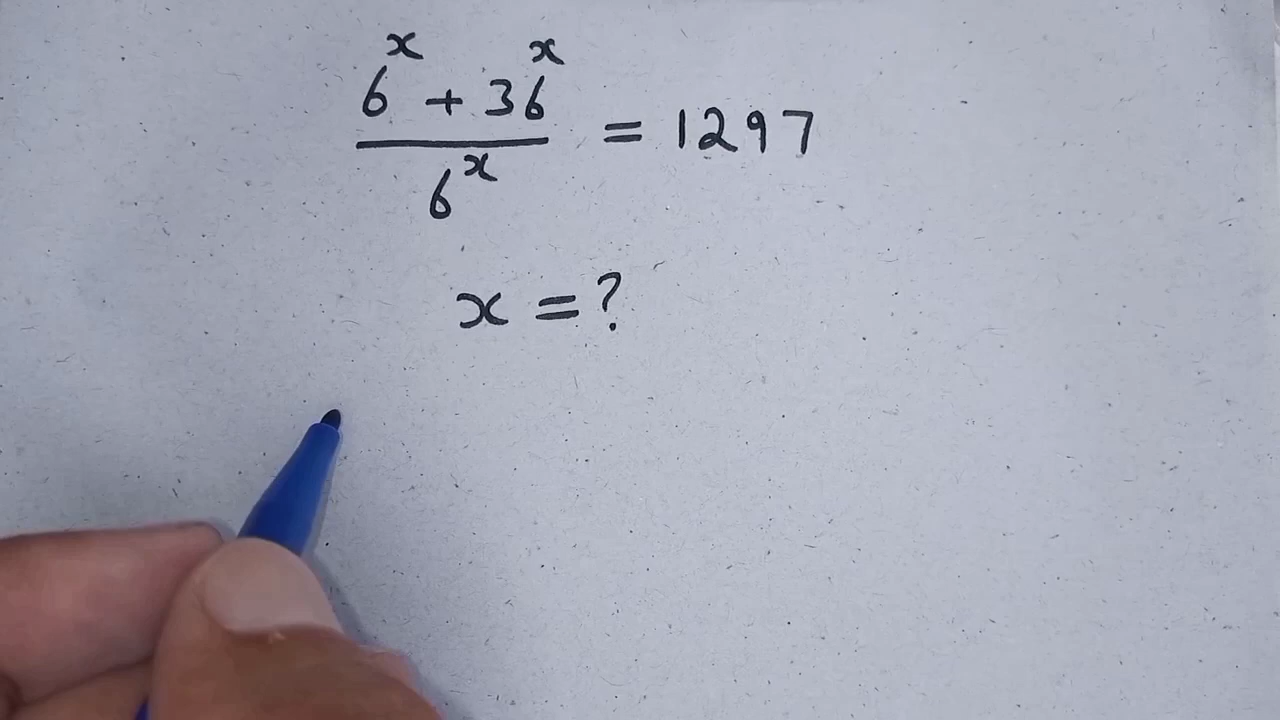 6^x + 36^x
6^x
= 1297
x = ?